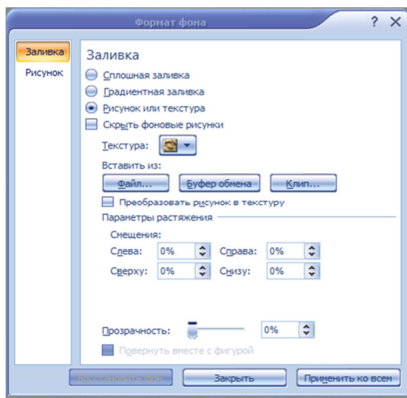 Формат фона
Заливка
Рисунок
Заливка
Сплошная заливка
Градиентная заливка
Рисунок или текстура
Скрыть фоновые рисунки
Текстура:
Вставить из:
Файл... Буфер обмена Клип...
Преобразовать рисунок в текстуру
Параметры растяжения
Смещения:
Слева: 0% Справа: 0%
Сверху: 0% Снизу: 0%
Прозрачность: 0%
Повернуть вместе с фигурой
Закрыть Применить ко всем